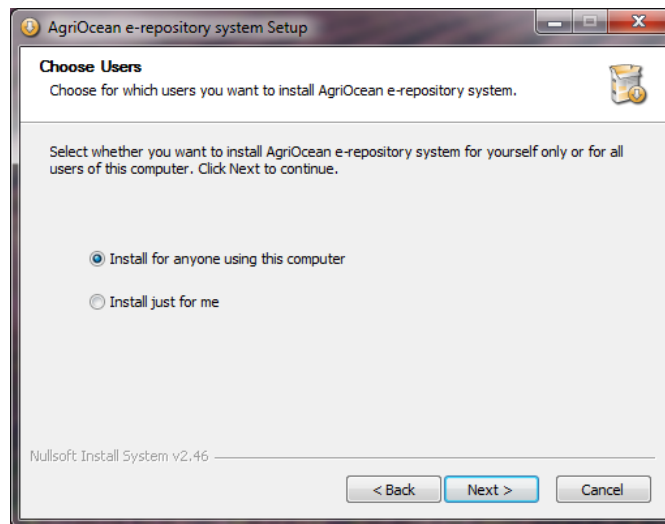 AgriOcean e-repository system Setup
Choose Users
Choose for which users you want to install AgriOcean e-repository system.
Select whether you want to install AgriOcean e-repository system for yourself only or for all
users of this computer. Click Next to continue.
Install for anyone using this computer
Install just for me
Nullsoft Install System v2.46
< Back
Next >
Cancel